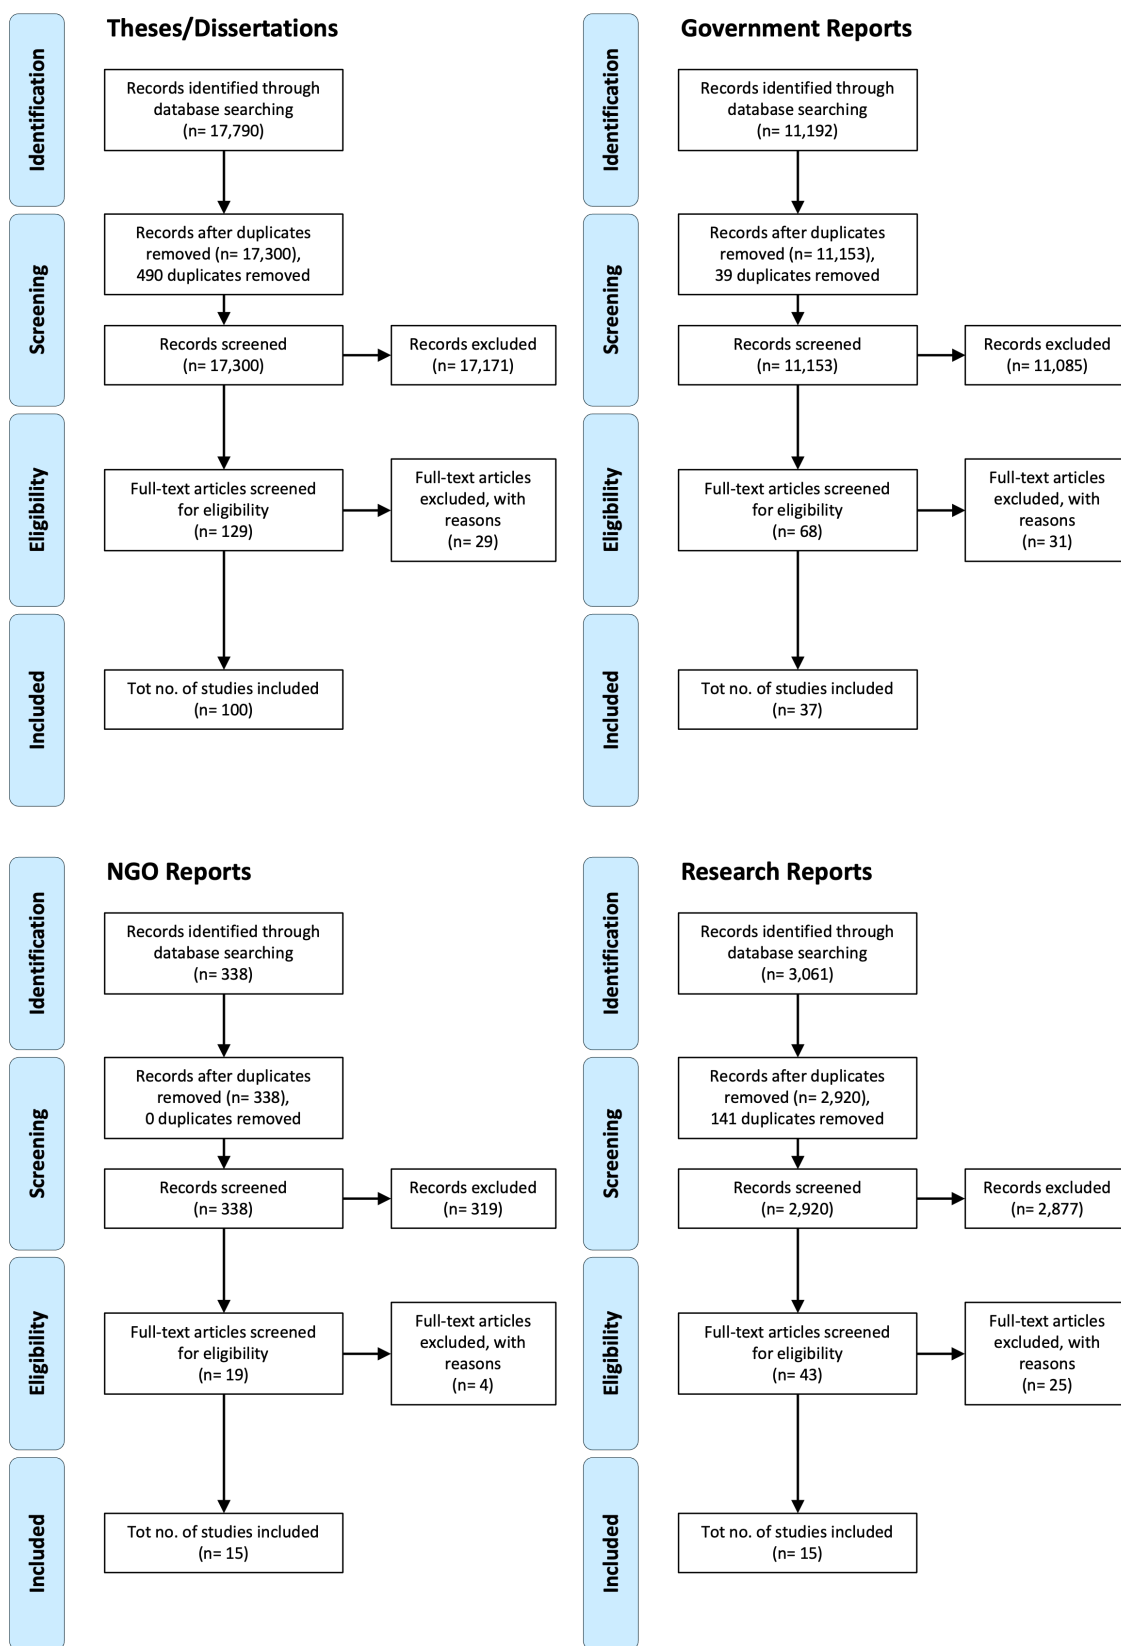 Theses/Dissertations
Identification
Records identified through
database searching
(n= 17,790)
Screening
Records after duplicates
removed (n= 17,300),
490 duplicates removed
Records screened
(n= 17,300)
Records excluded
(n= 17,171)
Eligibility
Full-text articles screened
for eligibility
(n= 129)
Full-text articles
excluded, with
reasons
(n= 29)
Included
Tot no. of studies included
(n= 100)
Government Reports
Identification
Records identified through
database searching
(n= 11,192)
Screening
Records after duplicates
removed (n= 11,153),
39 duplicates removed
Records screened
(n= 11,153)
Records excluded
(n= 11,085)
Eligibility
Full-text articles screened
for eligibility
(n= 68)
Full-text articles
excluded, with
reasons
(n= 31)
Included
Tot no. of studies included
(n= 37)
NGO Reports
Identification
Records identified through
database searching
(n= 338)
Screening
Records after duplicates
removed (n= 338),
0 duplicates removed
Records screened
(n= 338)
Records excluded
(n= 319)
Eligibility
Full-text articles screened
for eligibility
(n= 19)
Full-text articles
excluded, with
reasons
(n= 4)
Included
Tot no. of studies included
(n= 15)
Research Reports
Identification
Records identified through
database searching
(n= 3,061)
Screening
Records after duplicates
removed (n= 2,920),
141 duplicates removed
Records screened
(n= 2,920)
Records excluded
(n= 2,877)
Eligibility
Full-text articles screened
for eligibility
(n= 43)
Full-text articles
excluded, with
reasons
(n= 25)
Included
Tot no. of studies included
(n= 15)